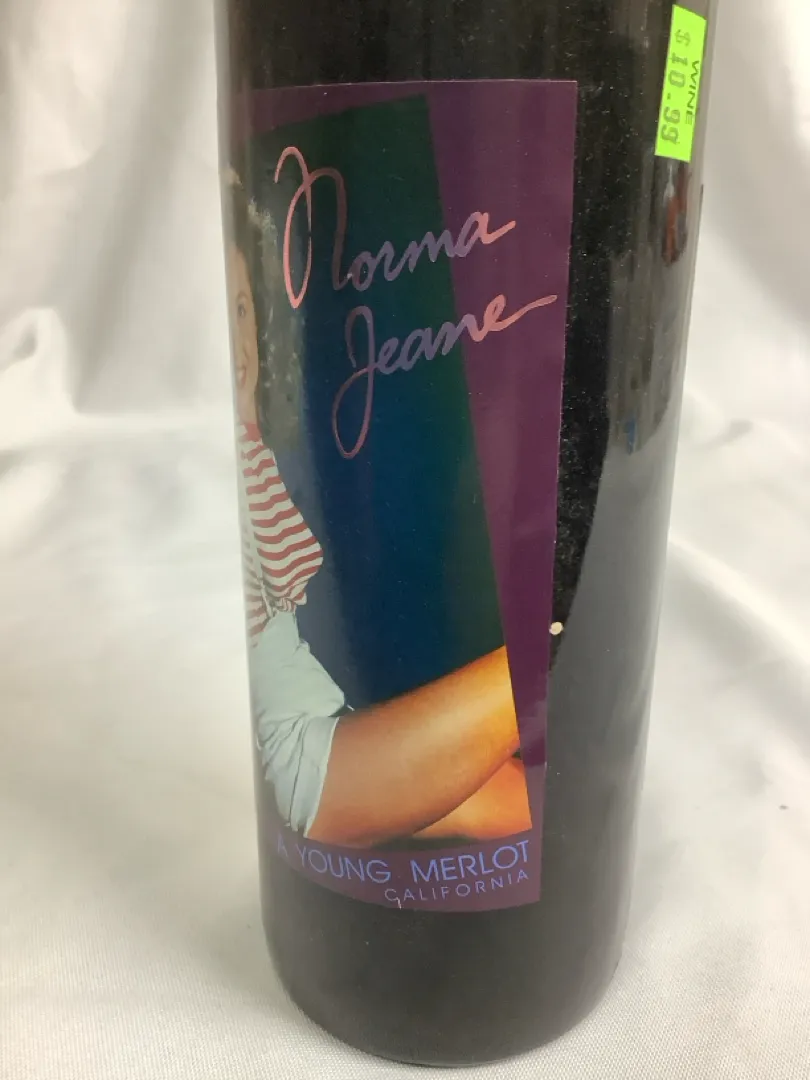 WINE
$10.99
Norma
Jeane
A YOUNG MERLOT
CALIFORNIA